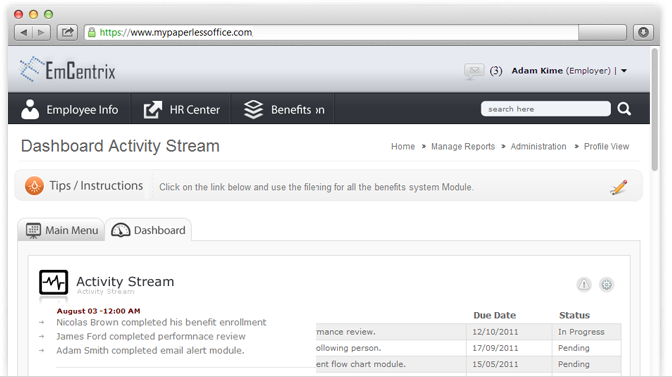 https://www.mypaperlessoffice.com
EmCentrix
(3) Adam Kime (Employer) |
Employee Info
HR Center
Benefits ›n
search here
Dashboard Activity Stream
Home » Manage Reports » Administration » Profile View
Tips / Instructions
Click on the link below and use the file›ing for all the benefits system Module.
Main Menu
Dashboard
Activity Stream
Activity Stream
August 03 -12:00 AM
Nicolas Brown completed his benefit enrollment
James Ford completed performnace review
Adam Smith completed email alert module.
Due Date Status
rmance review. 12/10/2011 In Progress
ollowing person. 17/09/2011 Pending
ent flow chart module. 15/05/2011 Pending